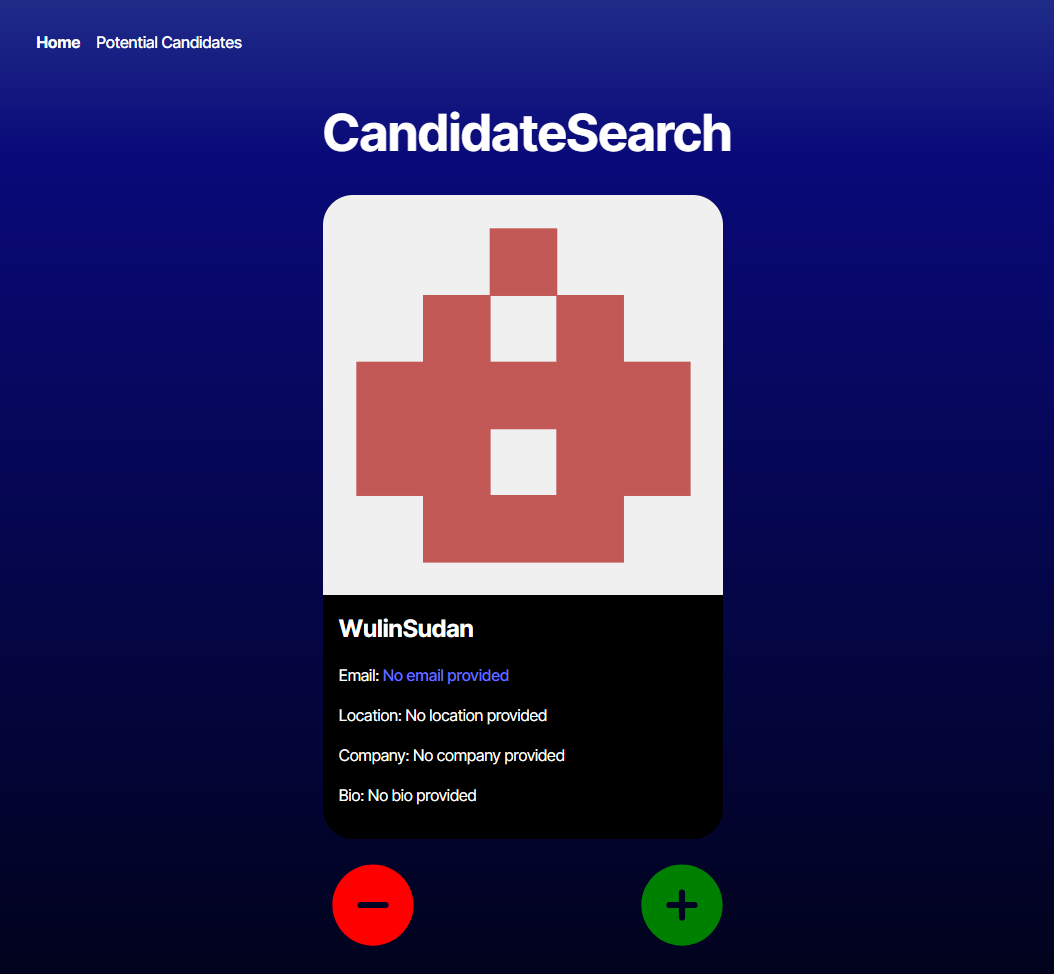 Home Potential Candidates
CandidateSearch
WulinSudan
Email: No email provided
Location: No location provided
Company: No company provided
Bio: No bio provided